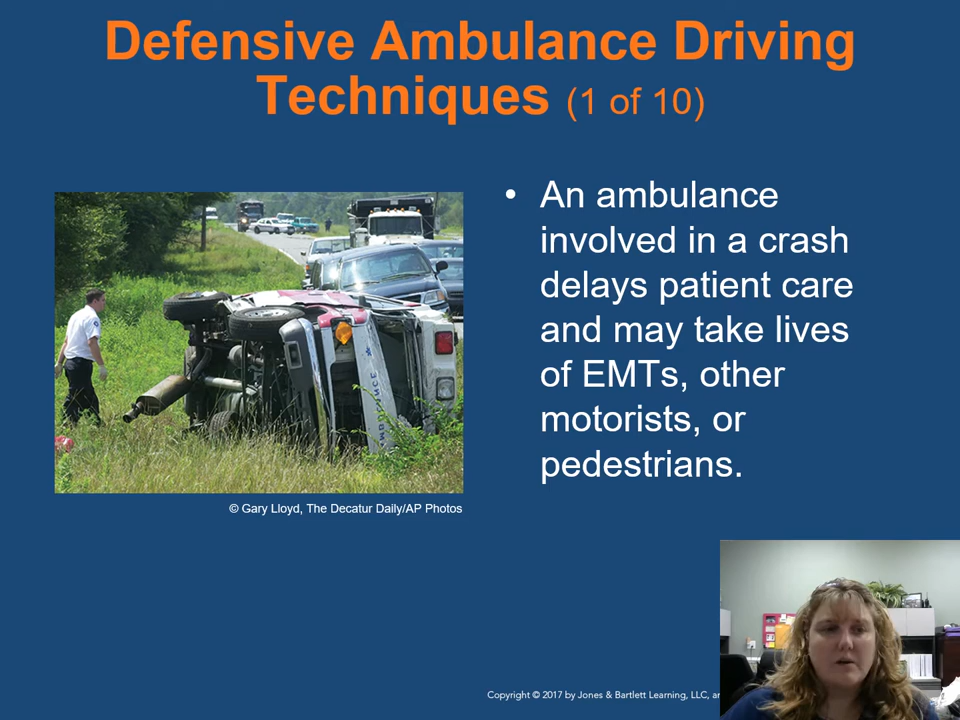 Defensive Ambulance Driving
Techniques (1 of 10)
• An ambulance
involved in a crash
delays patient care
and may take lives
of EMTs, other
motorists, or
pedestrians.
AMBULANCE
© Gary Lloyd, The Decatur Daily/AP Photos
Copyright © 2017 by Jones & Bartlett Learning, LLC,